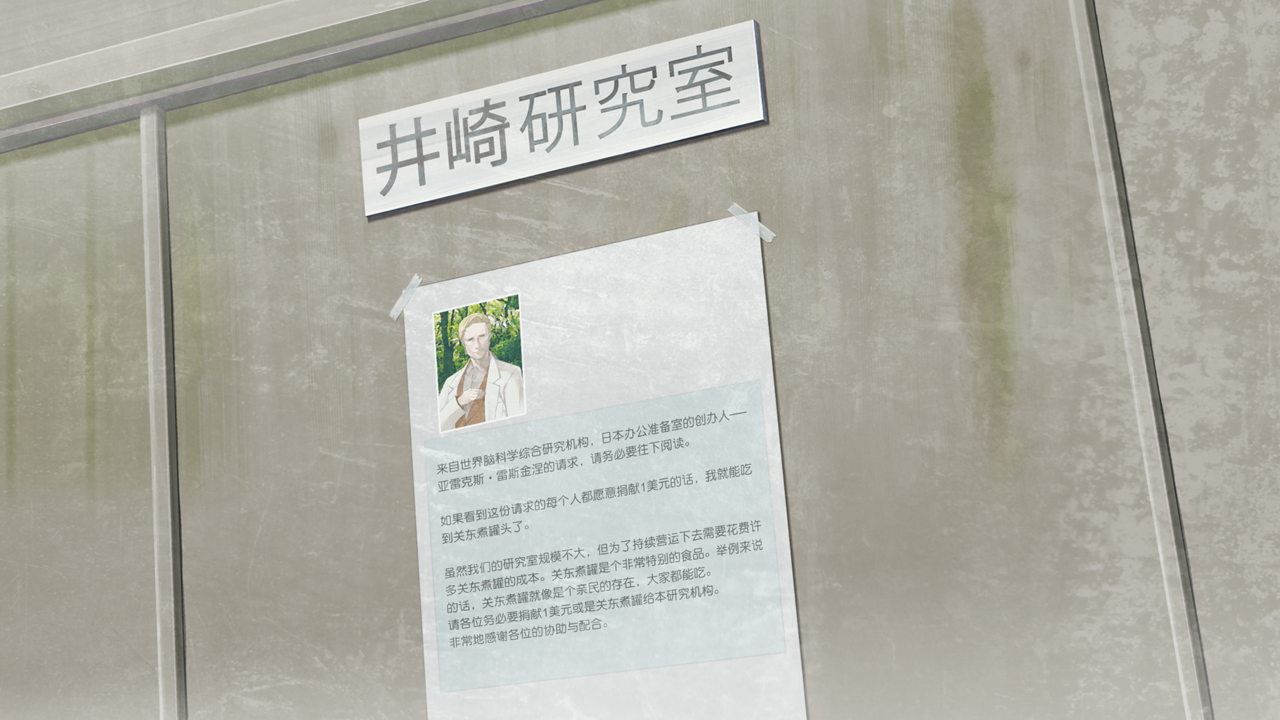 井崎研究室
来自世界脑科学综合研究机构，日本办公准备室的创办人——
亚雷克斯·雷斯金涅的请求，请务必要往下阅读。
如果看到这份请求的每个人都愿意捐献1美元的话，我就能吃
到关东煮罐头了。
虽然我们的研究室规模不大，但为了持续营运下去需要花费许
多关东煮罐的成本。关东煮罐是个非常特别的食品。举例来说
的话，关东煮罐就像是个亲民的存在，大家都能吃。
请各位务必要捐献1美元或是关东煮罐给本研究机构。
非常地感谢各位的协助与配合。